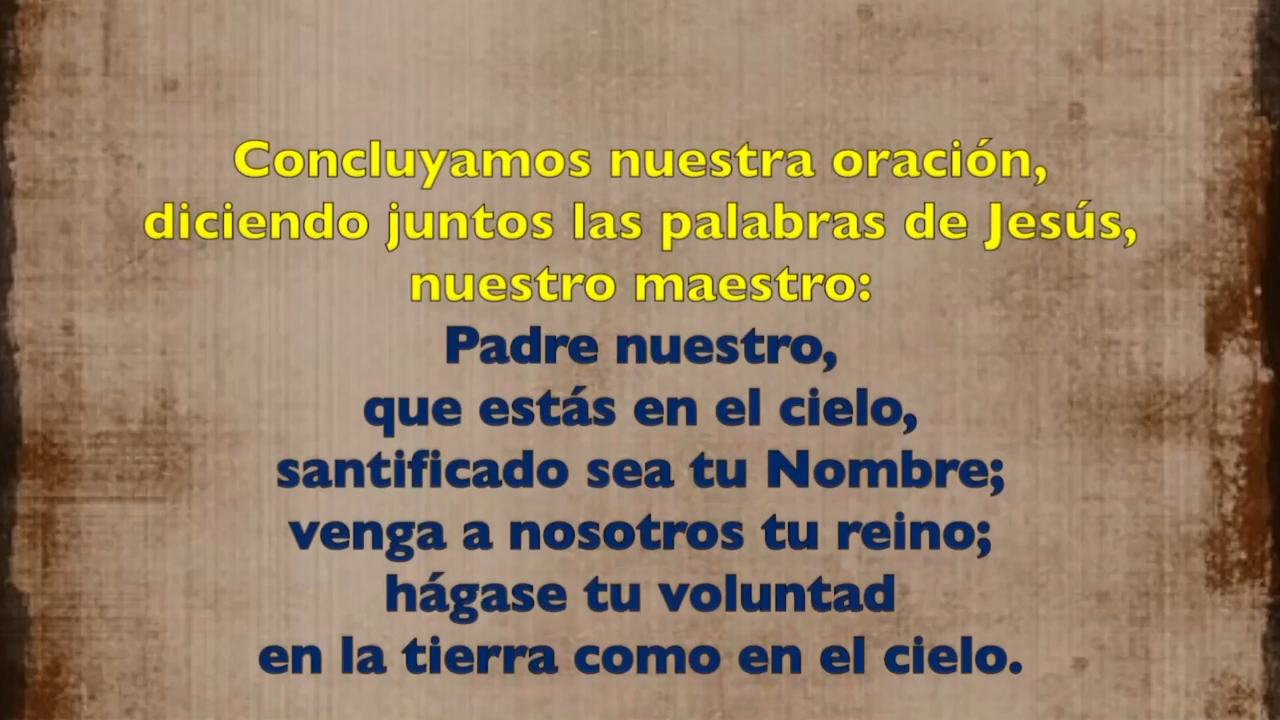 Concluyamos nuestra oración,
diciendo juntos las palabras de Jesús,
nuestro maestro:
Padre nuestro,
que estás en el cielo,
santificado sea tu Nombre;
venga a nosotros tu reino;
hágase tu voluntad
en la tierra como en el cielo.